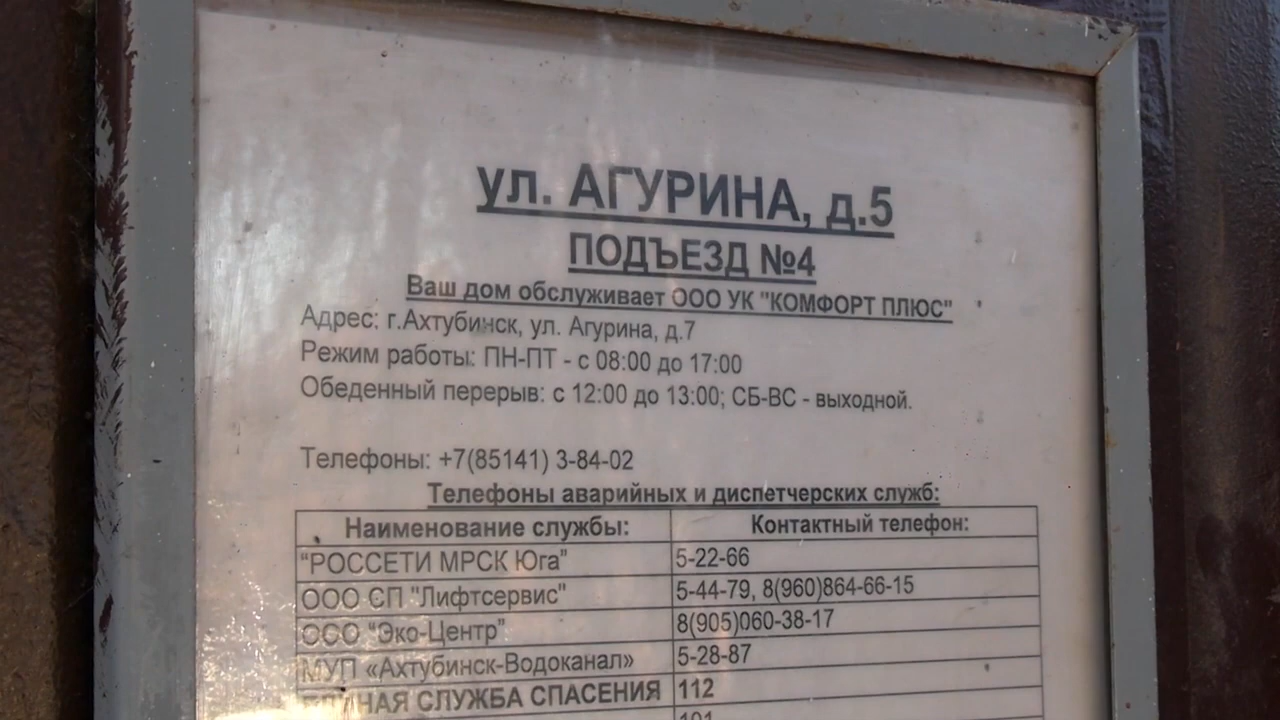 ул. АГУРИНА, д.5
ПОДЪЕЗД №4
Ваш дом обслуживает ООО УК "КОМФОРТ ПЛЮС"
Адрес: г.Ахтубинск, ул. Агурина, д.7
Режим работы: ПН-ПТ - с 08:00 до 17:00
Обеденный перерыв: с 12:00 до 13:00; СБ-ВС - выходной.
Телефоны: +7(85141) 3-84-02
Телефоны аварийных и диспетчерских служб:
Наименование службы: Контактный телефон:
“РОССЕТИ МРСК Юга” 5-22-66
ООО СП "Лифтсервис" 5-44-79, 8(960)864-66-15
ООО “Эко-Центр” 8(905)060-38-17
МУП «Ахтубинск-Водоканал» 5-28-87
СЛУЖБА СПАСЕНИЯ 112